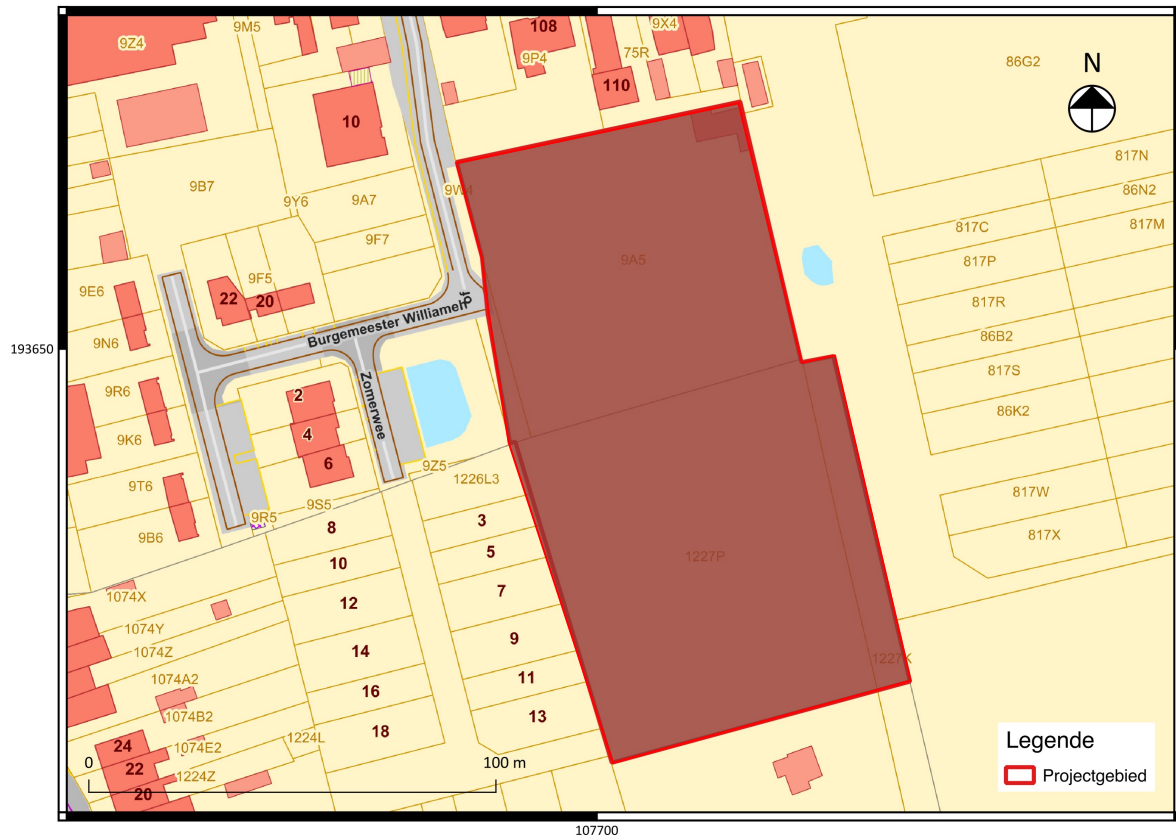 9M5
9Z4
108
9X4
9P4
75R
110
86G2
N
10
817N
9B7
9Y6
9A7
9W4
86N2
9F7
817C
817M
9A5
817P
9E6
9F5
22
20
817R
9N6
Burgemeester Williamehof
86B2
193650
817S
9R6
2
Zomerwee
86K2
9K6
4
6
9Z5
1226L3
9T6
817W
9R5
9S5
8
3
817X
9B6
5
1227P
10
7
1074X
12
1074Y
9
1074Z
14
1227K
1074A2
11
16
1074B2
13
18
1224L
24
1074E2
Legende
0
100 m
22
1224Z
Projectgebied
20
107700